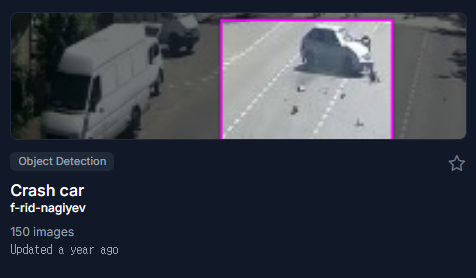 Object Detection
Crash car
f-rid-nagiyev
150 images
Updated a year ago